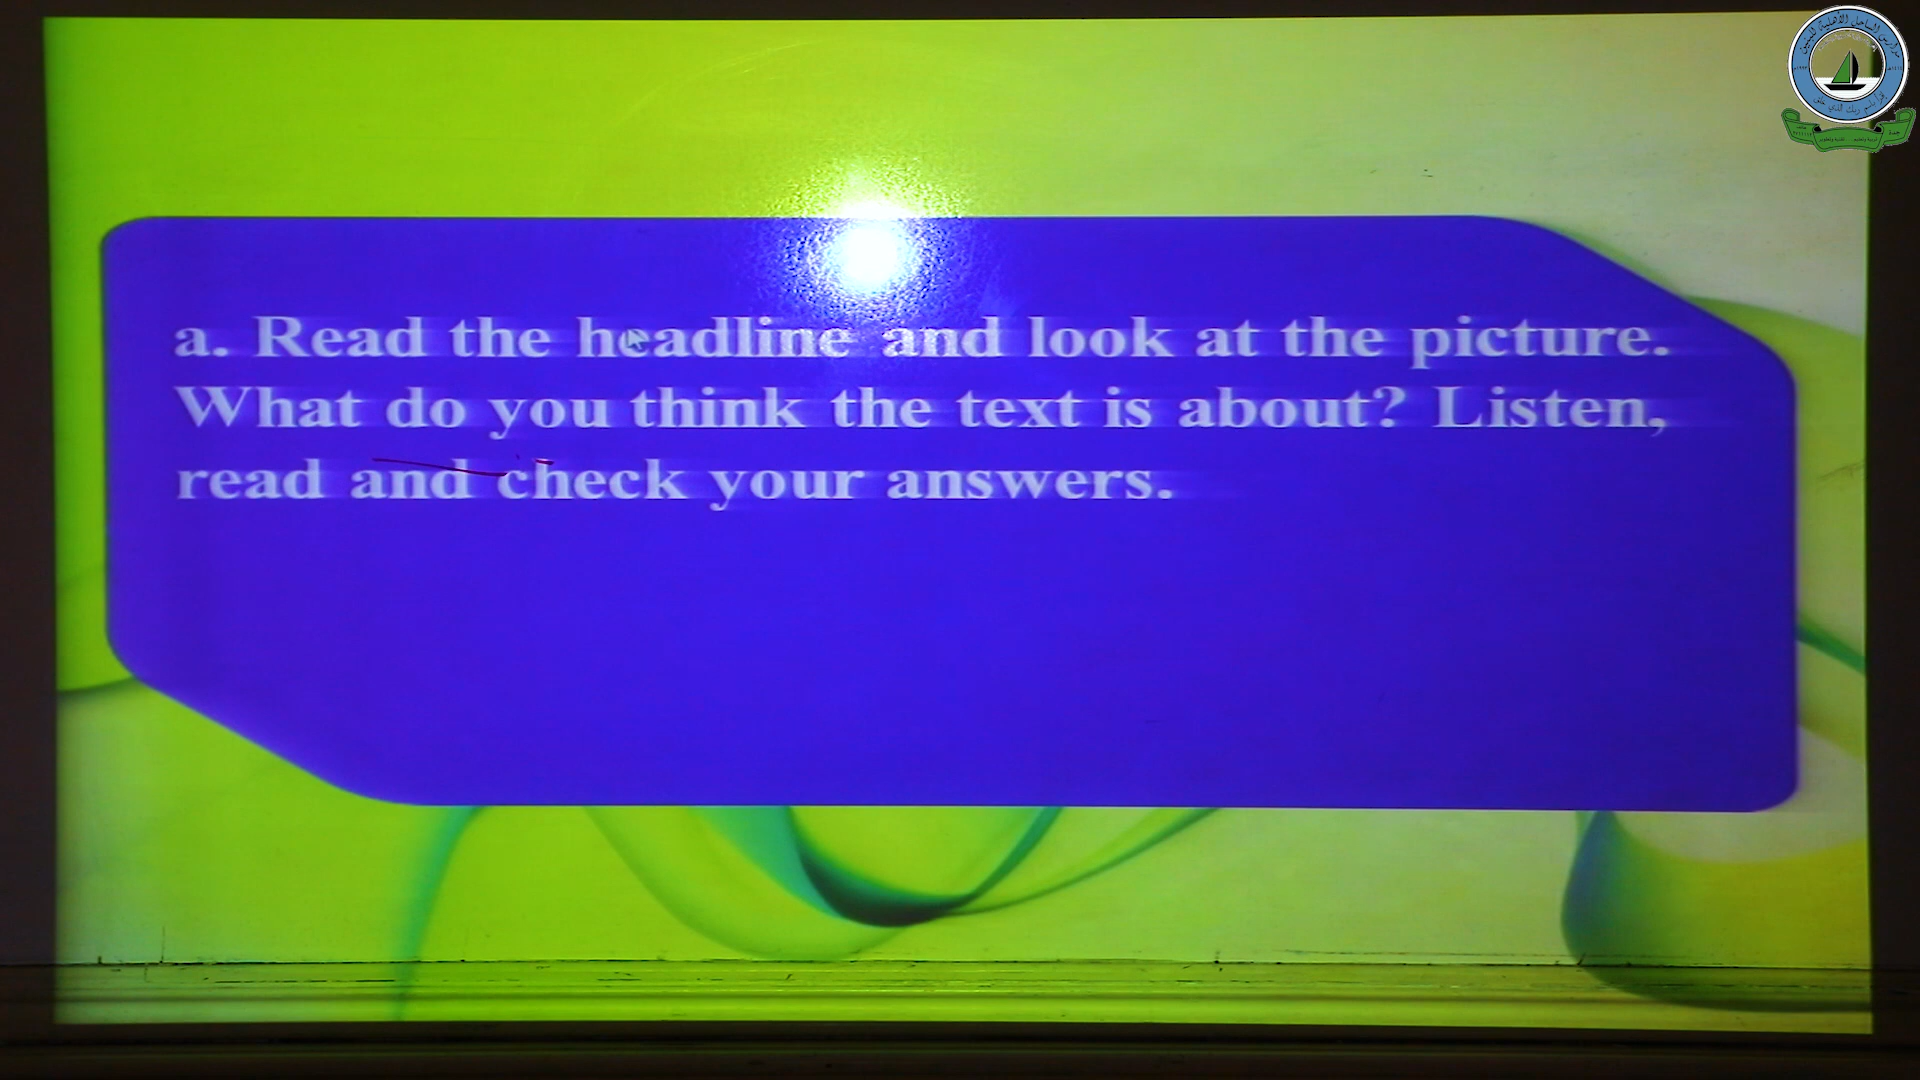 a. Read the headline and look at the picture.
What do you think the text is about? Listen,
read and check your answers.